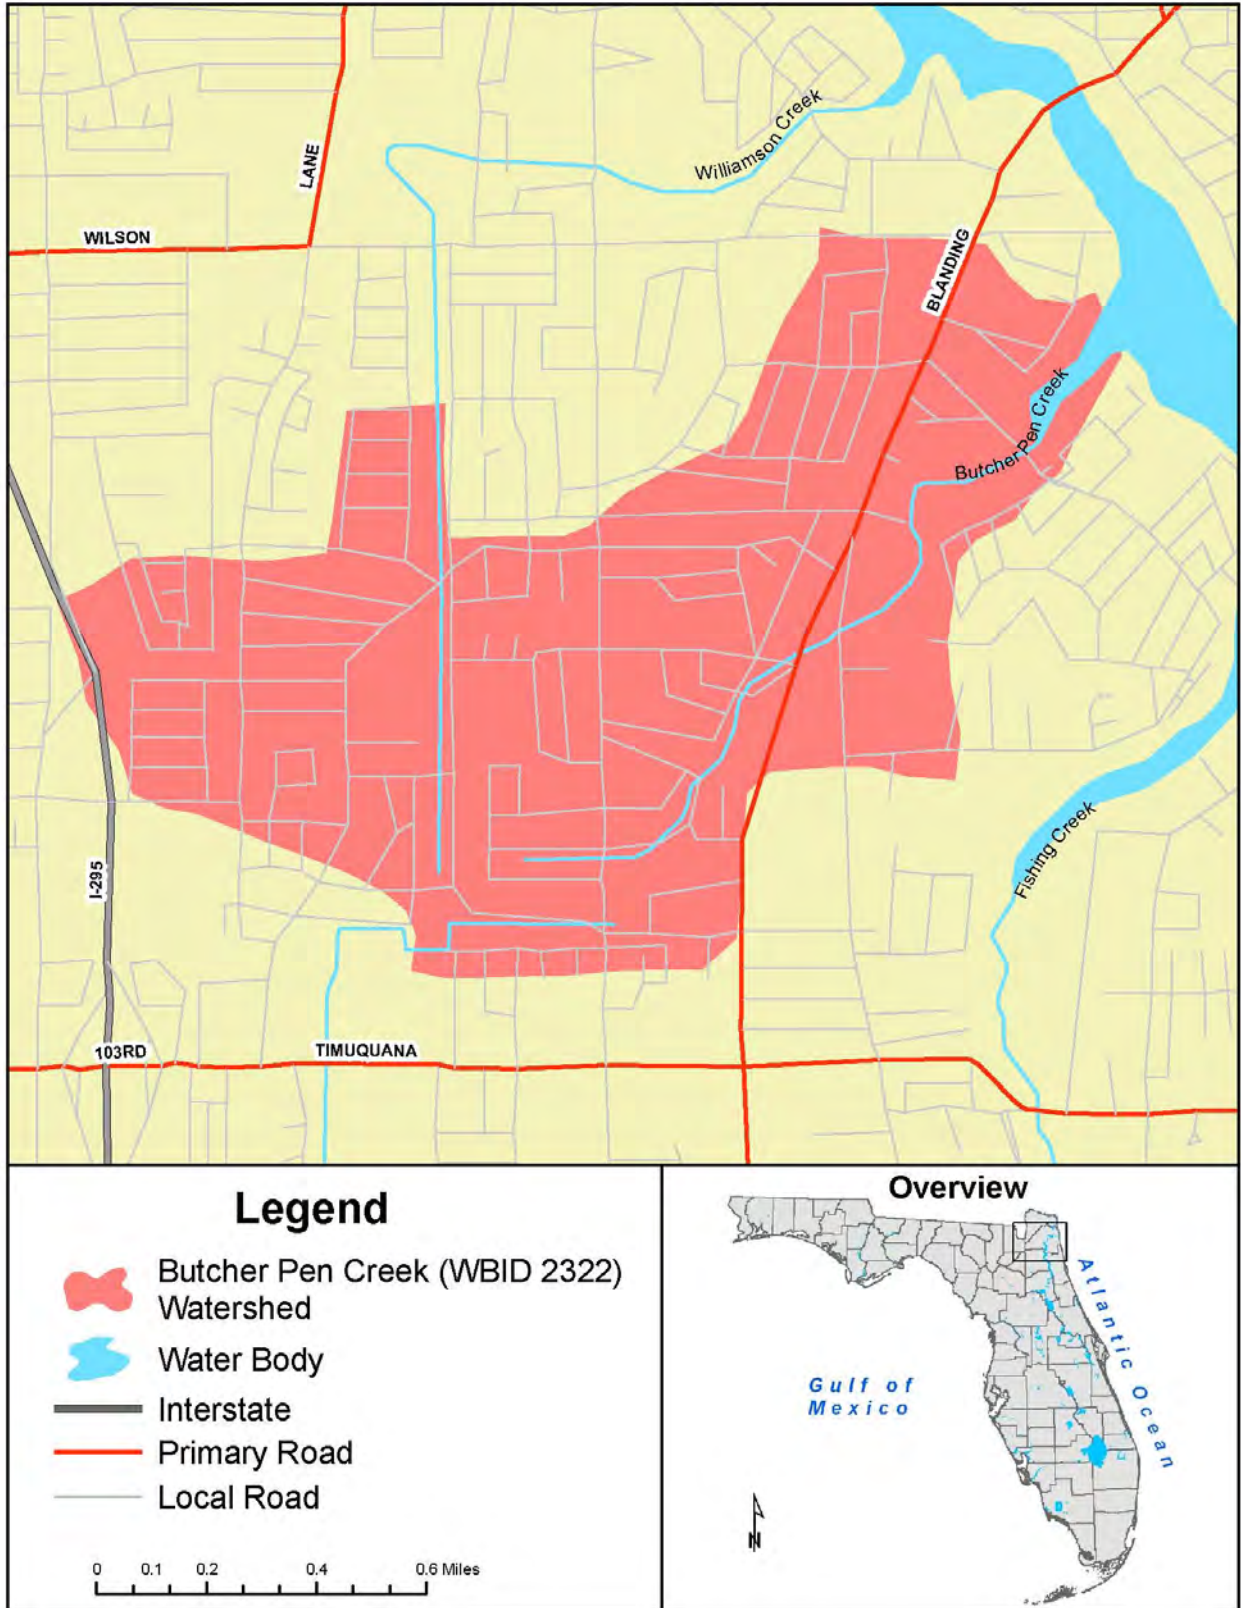 Williamson Creek
LANE
WILSON
BLANDING
Butcher Pen Creek
I-295
Fishing Creek
103RD
TIMUQUANA
Legend
Butcher Pen Creek (WBID 2322)
Watershed
Water Body
Interstate
Primary Road
Local Road
0 0.1 0.2 0.4 0.6 Miles
Overview
Atlantic Ocean
Gulf of
Mexico
N